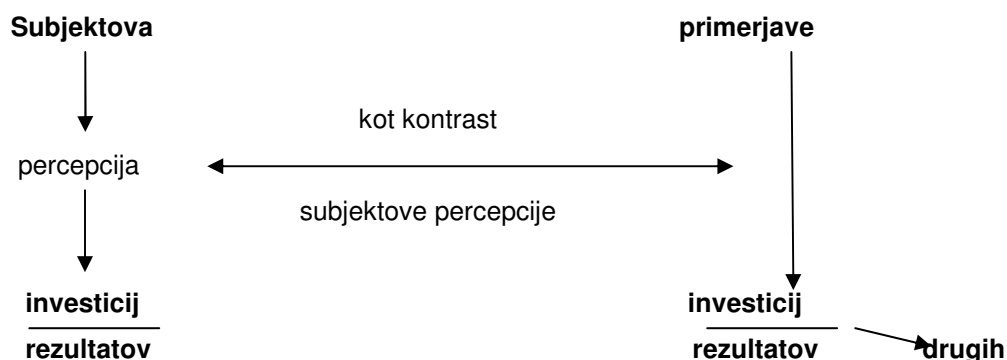 Subjektova primerjave
kot kontrast
percepcija
subjektove percepcije
investicij investicij
rezultatov rezultatov drugih